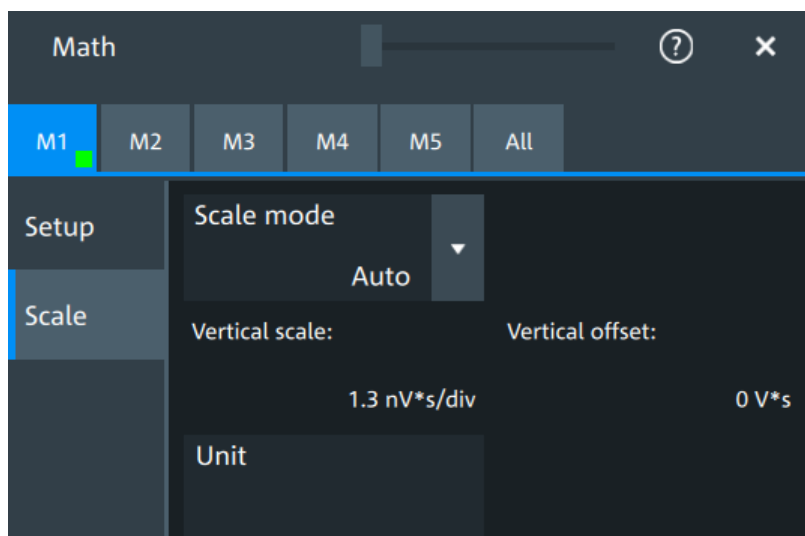 Math
?
×
M1 M2 M3 M4 M5 All
Setup
Scale mode
Auto
Scale
Vertical scale: Vertical offset:
1.3 nV*s/div 0 V*s
Unit